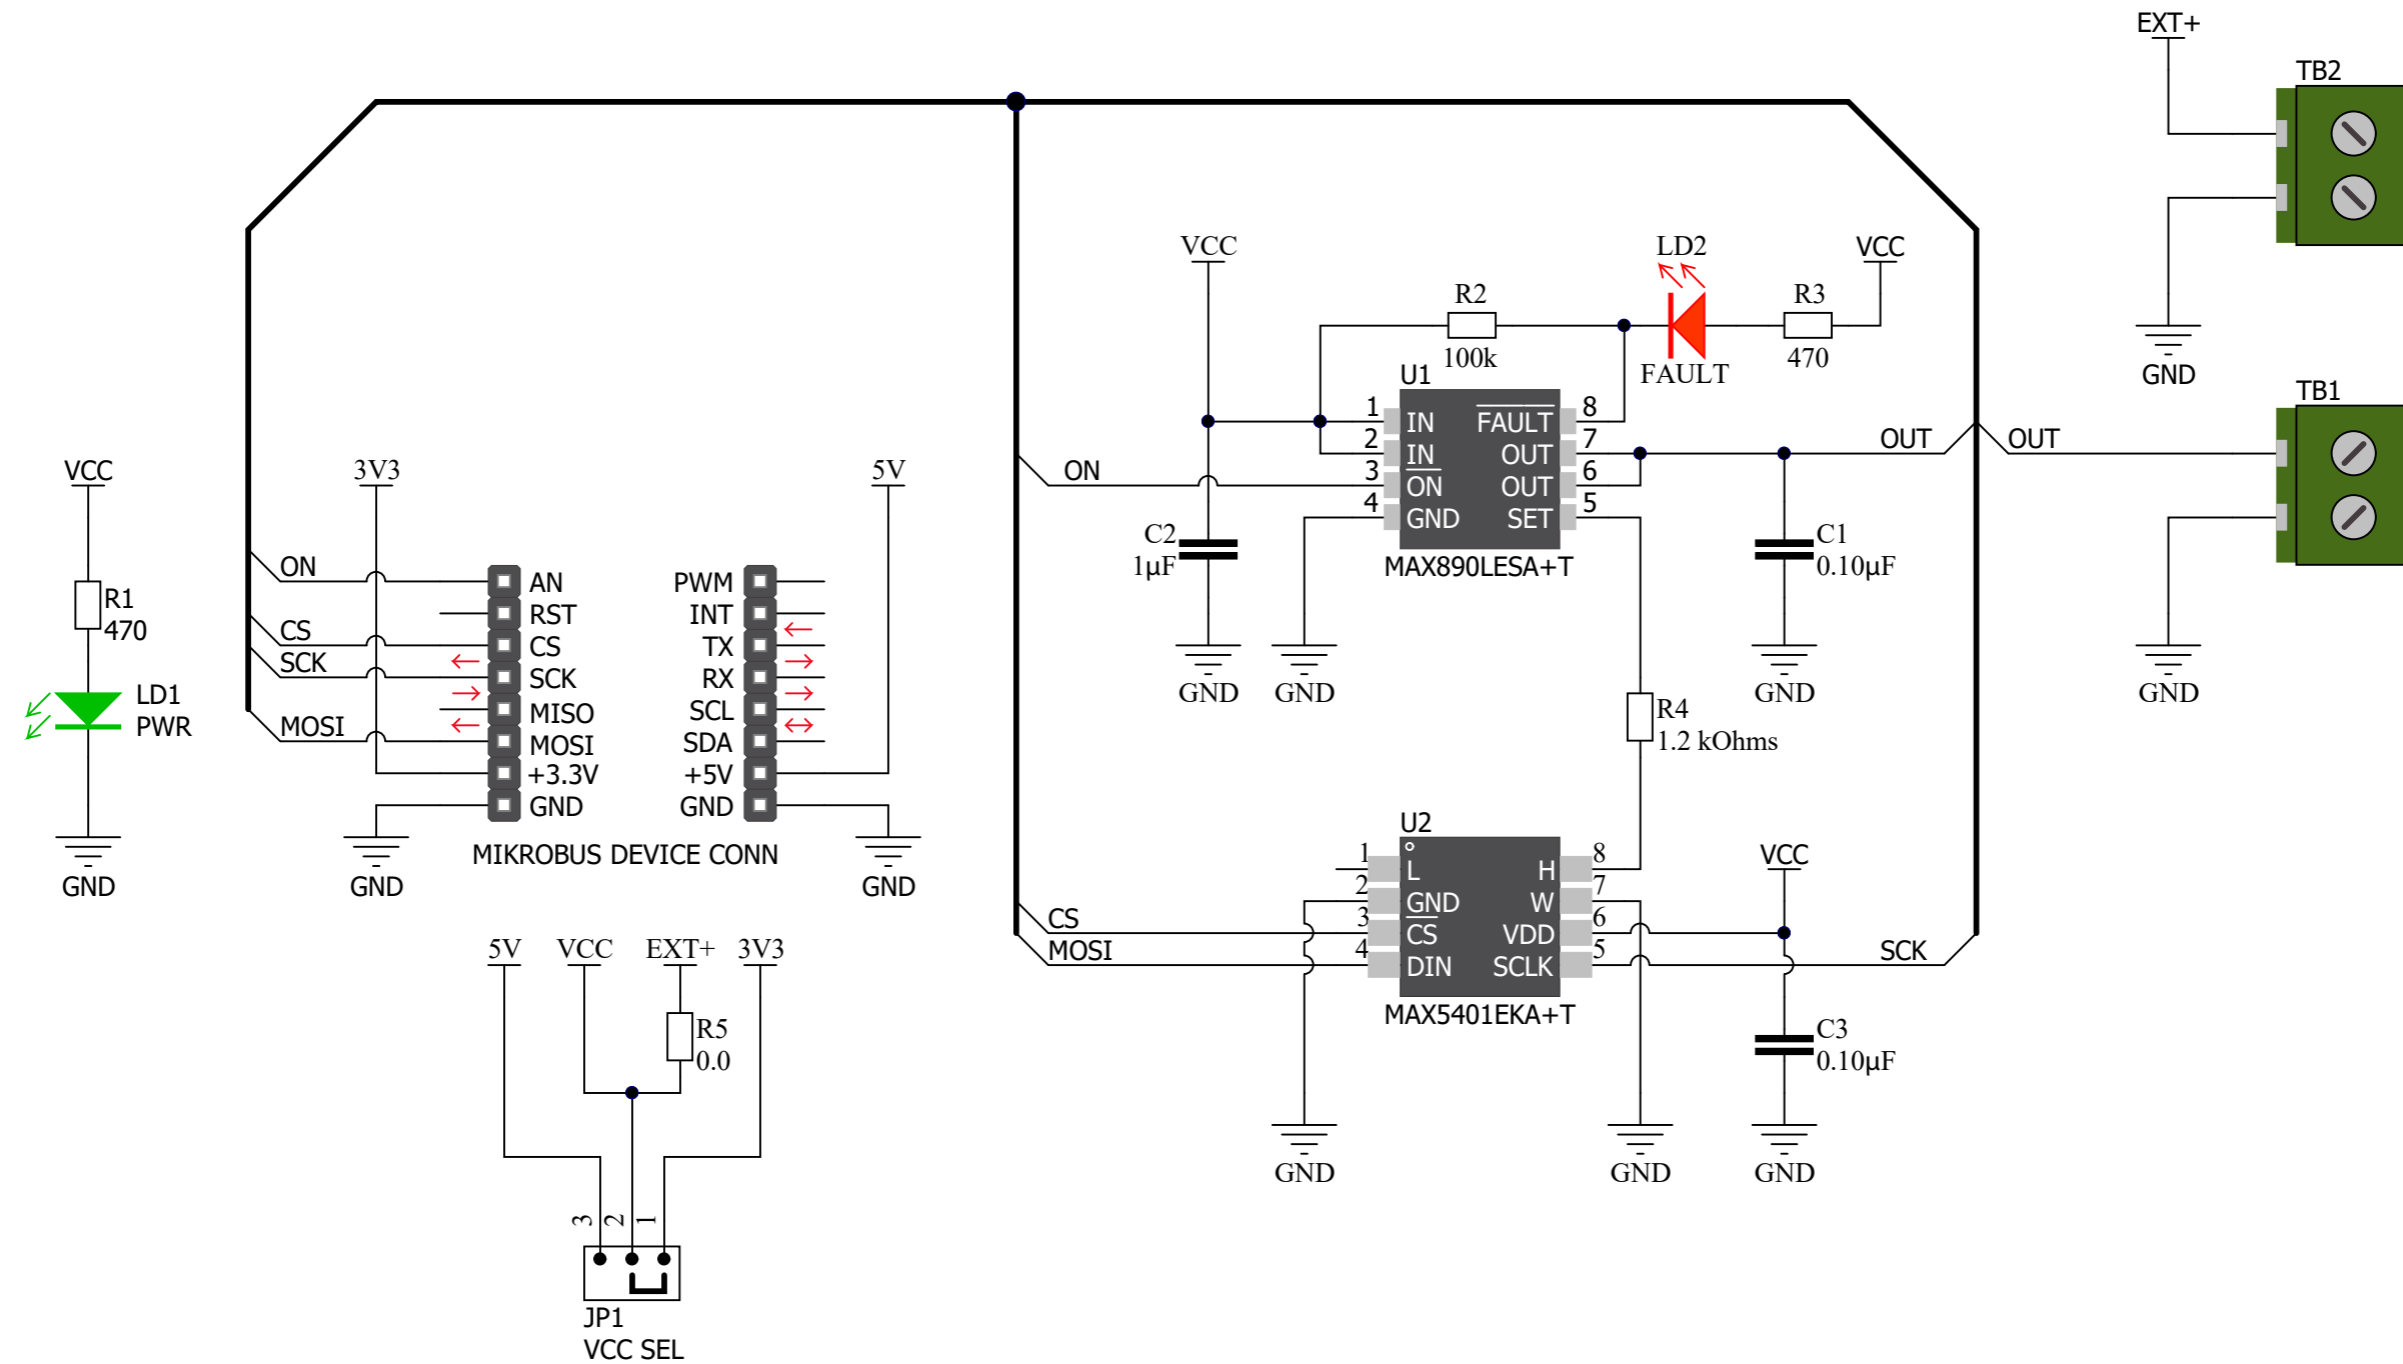 EXT+
TB2
GND
TB1
OUT
OUT
GND
VCC
LD2
VCC
R2
R3
100k
470
FAULT
U1
1
IN
FAULT
8
2
IN
OUT
7
3
ON
OUT
6
4
GND
SET
5
MAX890LESA+T
ON
C2
1µF
GND
GND
C1
0.10µF
GND
R4
1.2 kOhms
VCC
R1
470
LD1
PWR
GND
3V3
5V
ON
CS
SCK
MOSI
AN
RST
CS
SCK
MISO
MOSI
+3.3V
GND
PWM
INT
TX
RX
SCL
SDA
+5V
GND
MIKROBUS DEVICE CONN
GND
GND
U2
1
L
H
8
2
GND
W
7
3
CS
VDD
6
4
DIN
SCLK
5
MAX5401EKA+T
CS
MOSI
VCC
SCK
C3
0.10µF
GND
GND
GND
5V
VCC
EXT+
3V3
R5
0.0
3
2
1
JP1
VCC SEL